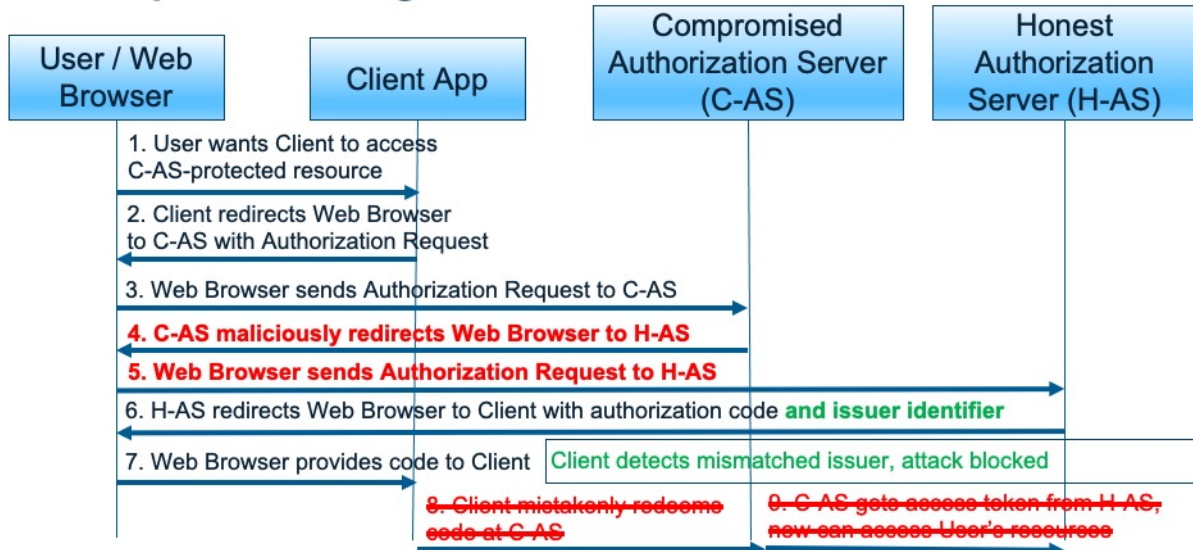 User / Web
Browser
Client App
Compromised
Authorization Server
(C-AS)
Honest
Authorization
Server (H-AS)
1. User wants Client to access
C-AS-protected resource
2. Client redirects Web Browser
to C-AS with Authorization Request
3. Web Browser sends Authorization Request to C-AS
4. C-AS maliciously redirects Web Browser to H-AS
5. Web Browser sends Authorization Request to H-AS
6. H-AS redirects Web Browser to Client with authorization code and issuer identifier
7. Web Browser provides code to Client
Client detects mismatched issuer, attack blocked
8. Client mistakenly redeems
code at C-AS
9. C-AS gets access token from H-AS,
now can access User's resources